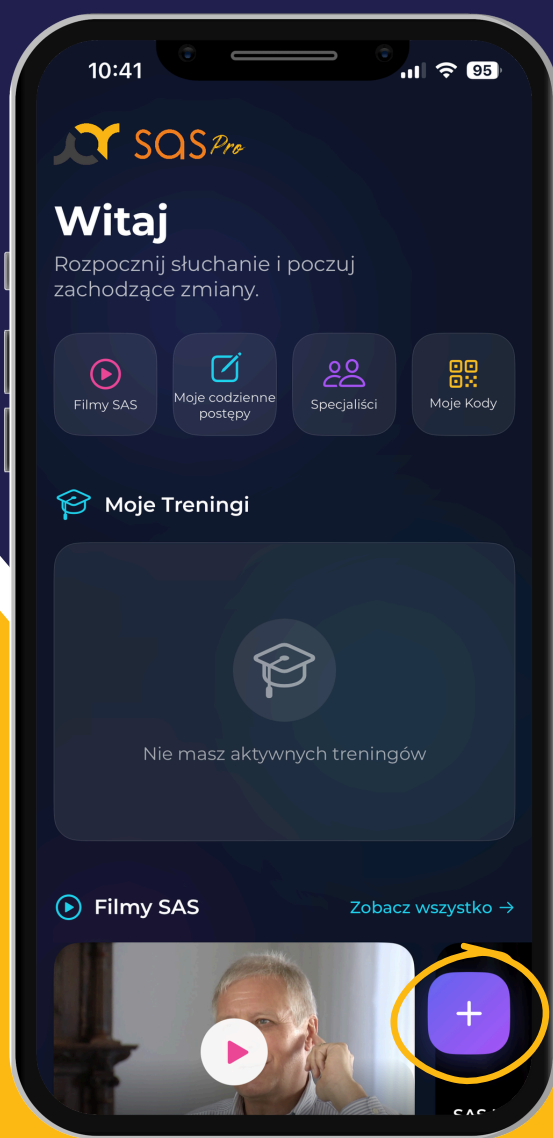 10:41
95
sas Pro
Witaj
Rozpocznij słuchanie i poczuj
zachodzące zmiany.
Filmy SAS
Moje codzienne
postępy
Specjaliści
Moje Kody
Moje Treningi
Nie masz aktywnych treningów
Filmy SAS
Zobacz wszystko →
SAS